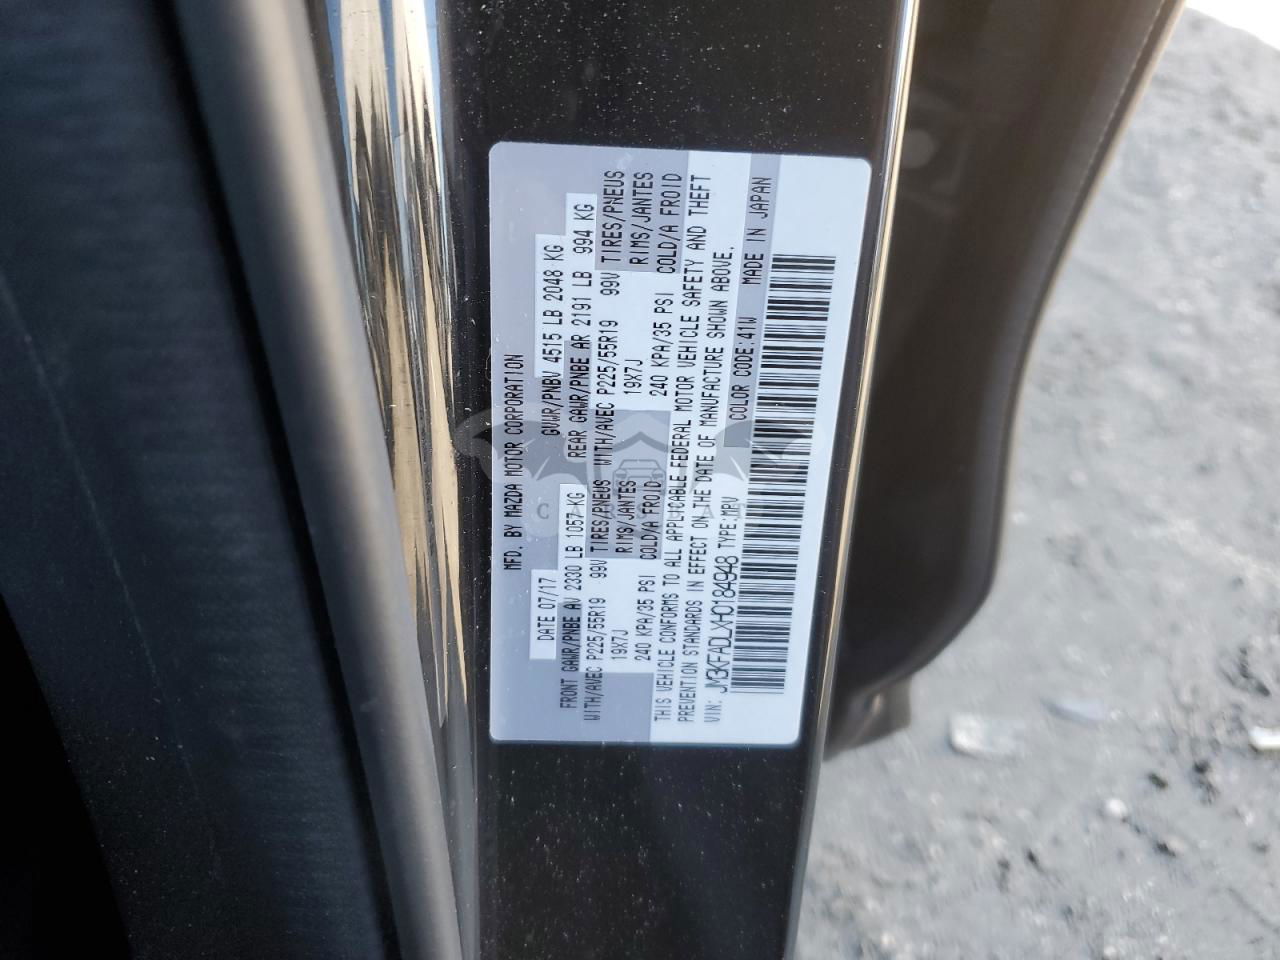 MFD. BY MAZDA MOTOR CORPORATION
DATE 07/17 GVWR/PNBV 4515 LB 2048 KG
FRONT GAWR/PNBE AV 2330 LB 1057 KG REAR GAWR/PNBE AR 2191 LB 994 KG
WITH/AVEC P225/55R19 99V TIRES/PNEUS WITH/AVEC P225/55R19 99V TIRES/PNEUS
19X7J RIMS/JANTES 19X7J RIMS/JANTES
240 KPA/35 PSI COLD/A FROID 240 KPA/35 PSI COLD/A FROID
THIS VEHICLE CONFORMS TO ALL APPLICABLE FEDERAL MOTOR VEHICLE SAFETY AND THEFT
PREVENTION STANDARDS IN EFFECT ON THE DATE OF MANUFACTURE SHOWN ABOVE.
VIN: JM3KFADLXH0184948 TYPE:MPV COLOR CODE:41W MADE IN JAPAN